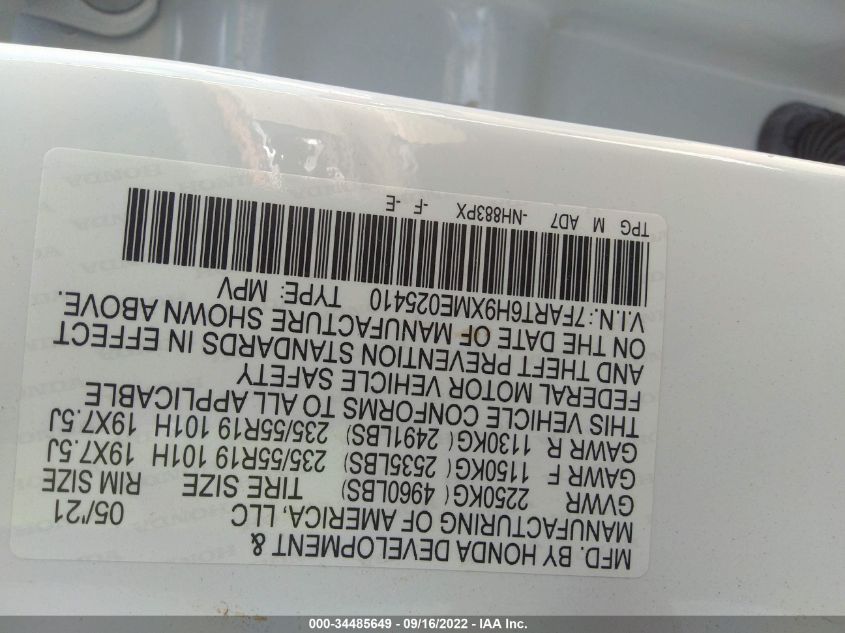 MFD. BY HONDA DEVELOPMENT &
MANUFACTURING OF AMERICA, LLC 05/'21
GVWR 2250KG( 4960LBS) TIRE SIZE RIM SIZE
GAWR F 1150KG( 2535LBS) 235/55R19 101H 19X7.5J
GAWR R 1130KG( 2491LBS) 235/55R19 101H 19X7.5J
THIS VEHICLE CONFORMS TO ALL APPLICABLE
FEDERAL MOTOR VEHICLE SAFETY
AND THEFT PREVENTION STANDARDS IN EFFECT
ON THE DATE OF MANUFACTURE SHOWN ABOVE.
V.I.N.:7FART6H9XME025410 TYPE: MPV
TPG M AD7 -NH883PX -F -E
000-34485649 - 09/16/2022 - IAA Inc.